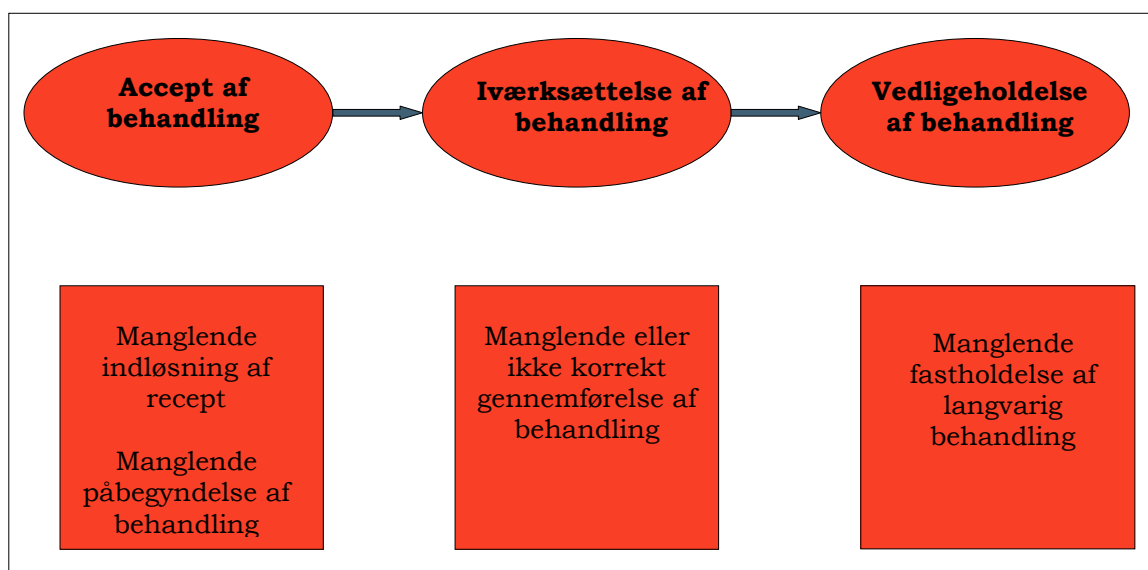 Accept af
behandling
Iværksættelse af
behandling
Vedligeholdelse
af behandling
Manglende
indløsning af
recept
Manglende
påbegyndelse af
behandling
Manglende eller
ikke korrekt
gennemførelse af
behandling
Manglende
fastholdelse af
langvarig
behandling